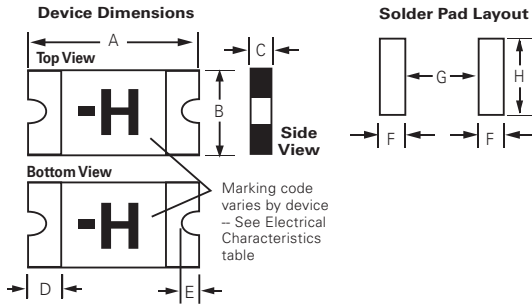 Device Dimensions
A
Top View
-H
B
C
Side
View
Bottom View
-H
Marking code
varies by device
-- See Electrical
Characteristics
table
D
E
Solder Pad Layout
G
H
F
F